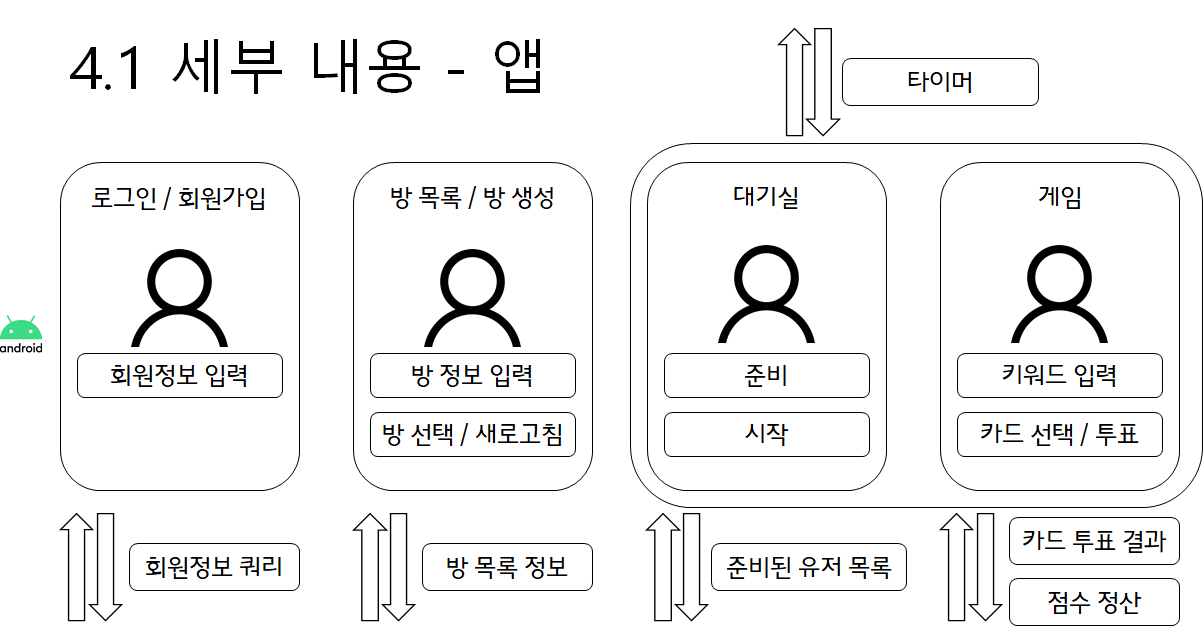 4.1 세부 내용 - 앱
타이머
로그인 / 회원가입
회원정보 입력
방 목록 / 방 생성
방 정보 입력
방 선택 / 새로고침
대기실
준비
시작
게임
키워드 입력
카드 선택 / 투표
android
회원정보 쿼리
방 목록 정보
준비된 유저 목록
카드 투표 결과
점수 정산